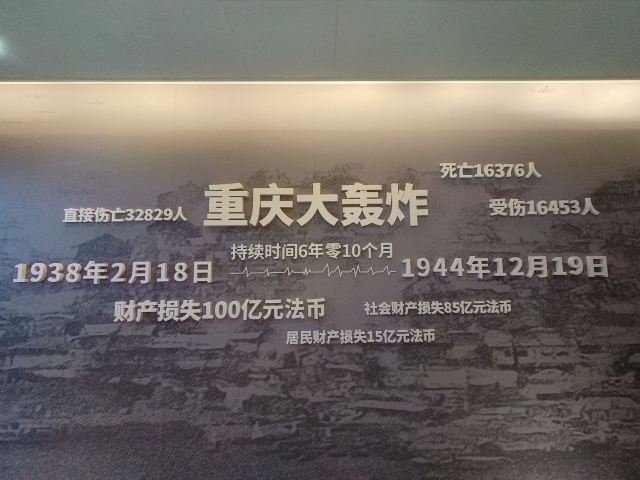 死亡16376人
直接伤亡32829人
重庆大轰炸
受伤16453人
持续时间6年零10个月
1938年2月18日
1944年12月19日
财产损失100亿元法币
社会财产损失85亿元法币
居民财产损失15亿元法币